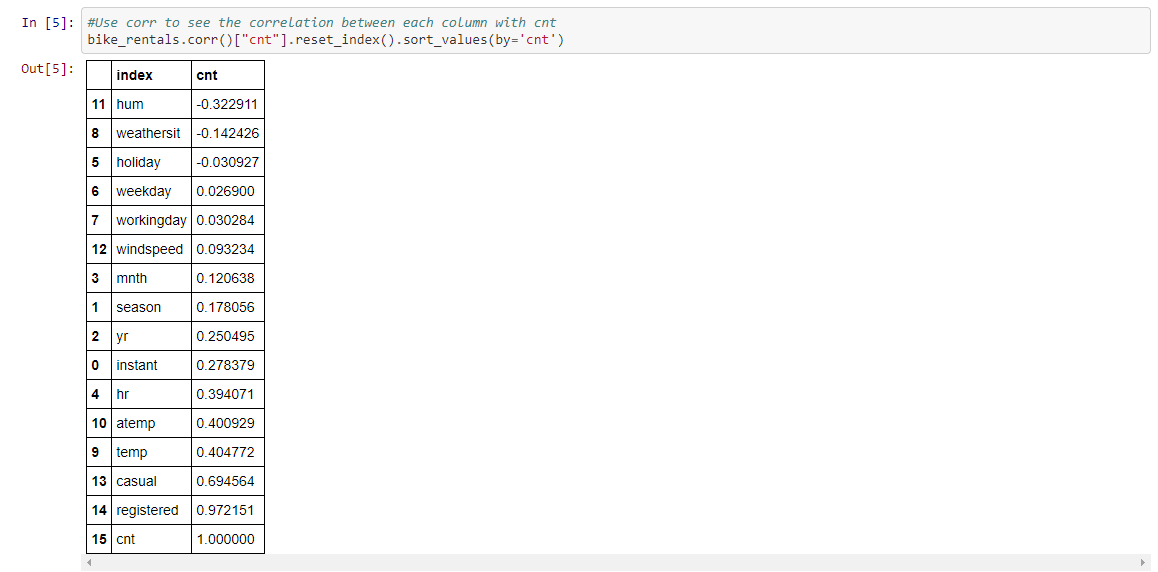 In [5]: #Use corr to see the correlation between each column with cnt
bike_rentals.corr()["cnt"].reset_index().sort_values(by='cnt')
Out[5]:
index cnt
11 hum -0.322911
8 weathersit -0.142426
5 holiday -0.030927
6 weekday 0.026900
7 workingday 0.030284
12 windspeed 0.093234
3 mnth 0.120638
1 season 0.178056
2 yr 0.250495
0 instant 0.278379
4 hr 0.394071
10 atemp 0.400929
9 temp 0.404772
13 casual 0.694564
14 registered 0.972151
15 cnt 1.000000